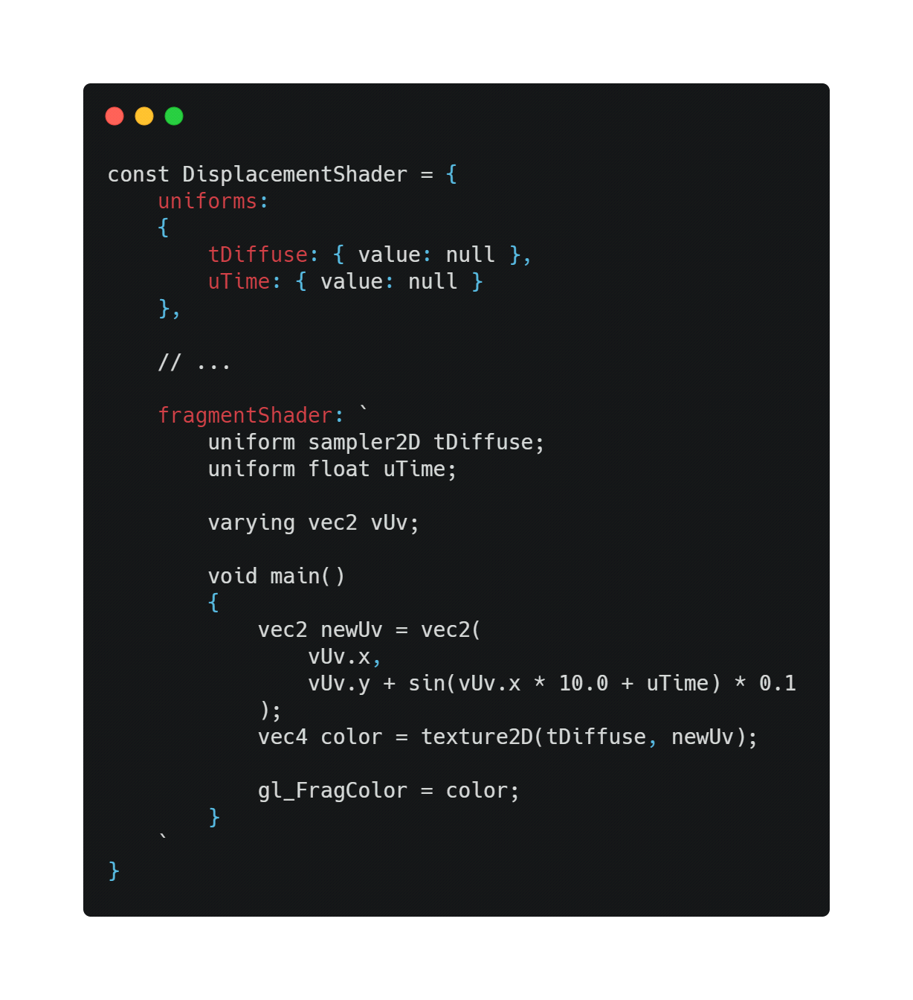 const DisplacementShader = {
    uniforms:
    {
        tDiffuse: { value: null },
        uTime: { value: null }
    },

    // ...

    fragmentShader: `
        uniform sampler2D tDiffuse;
        uniform float uTime;

        varying vec2 vUv;

        void main()
        {
            vec2 newUv = vec2(
                vUv.x,
                vUv.y + sin(vUv.x * 10.0 + uTime) * 0.1
            );
            vec4 color = texture2D(tDiffuse, newUv);

            gl_FragColor = color;
        }
    `
}